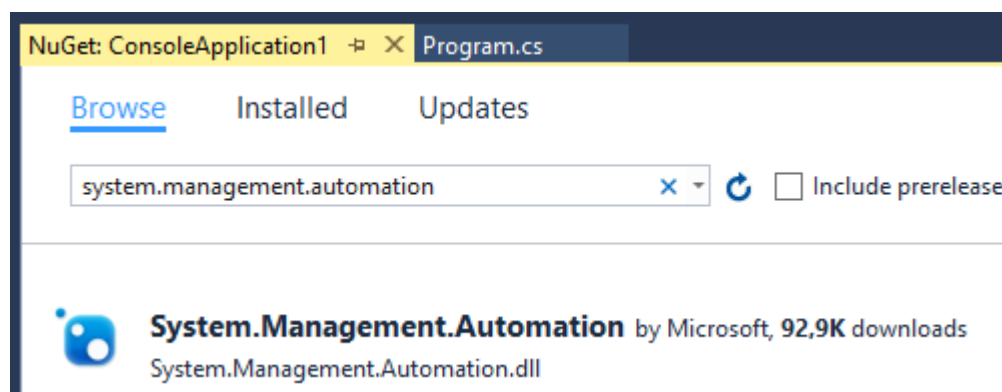 NuGet: ConsoleApplication1 Program.cs
Browse Installed Updates
system.management.automation Include prerelease
System.Management.Automation by Microsoft, 92,9K downloads
System.Management.Automation.dll